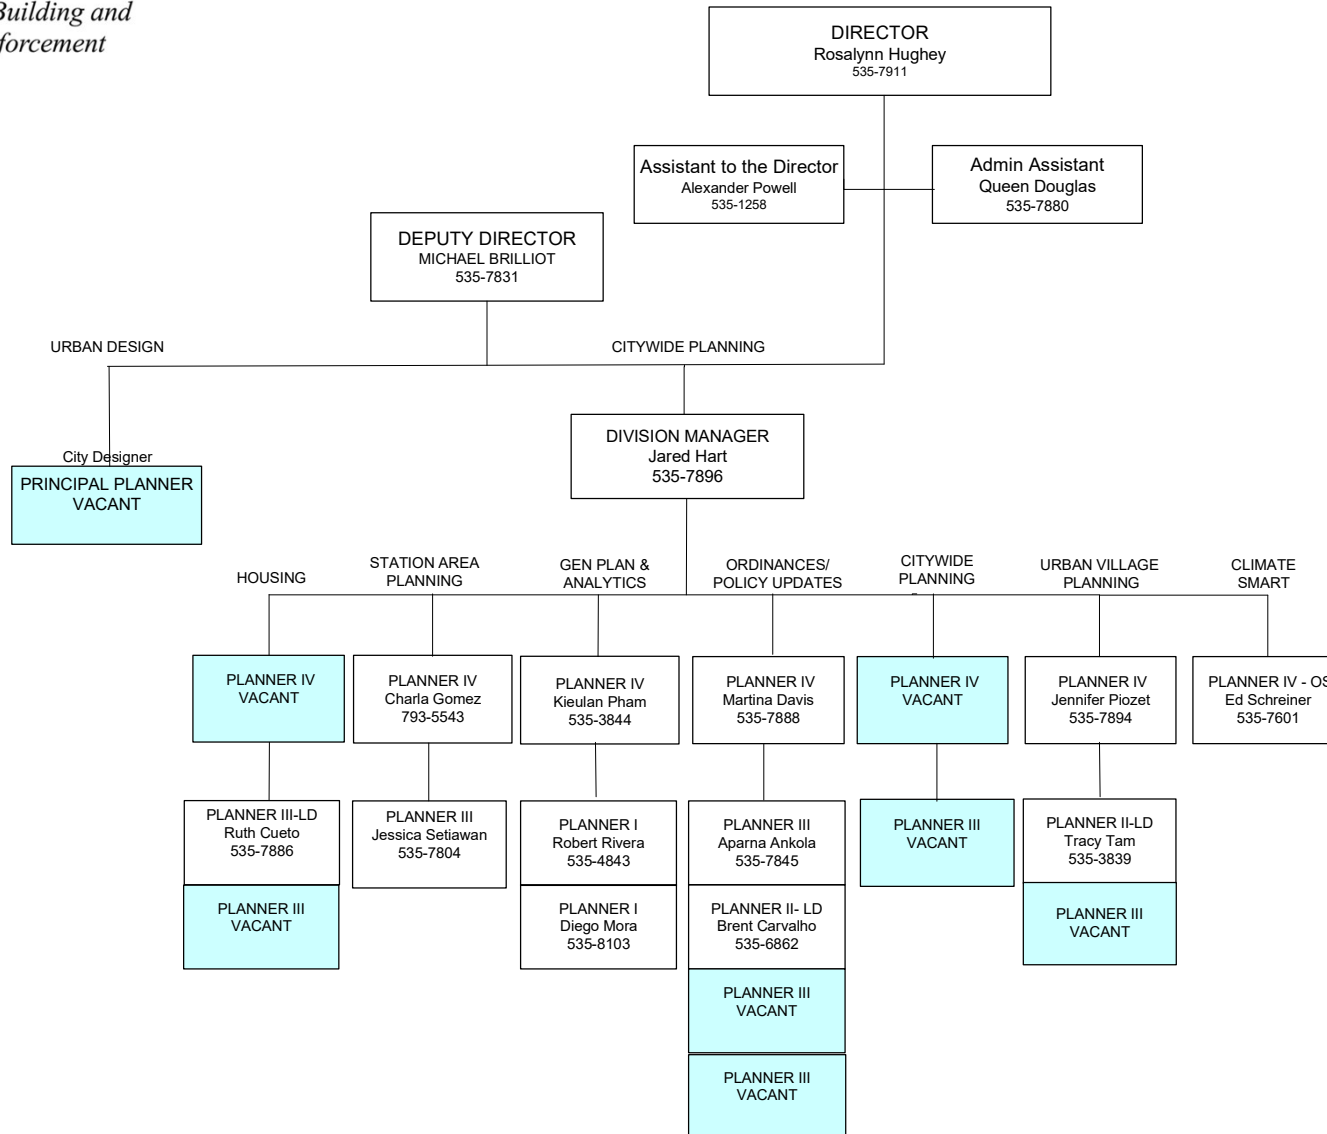 Building and
forcement
DIRECTOR
Rosalynn Hughey
535-7911
Assistant to the Director
Alexander Powell
535-1258
Admin Assistant
Queen Douglas
535-7880
DEPUTY DIRECTOR
MICHAEL BRILLIOT
535-7831
URBAN DESIGN
CITYWIDE PLANNING
DIVISION MANAGER
Jared Hart
535-7896
City Designer
PRINCIPAL PLANNER
VACANT
HOUSING
STATION AREA
PLANNING
GEN PLAN &
ANALYTICS
ORDINANCES/
POLICY UPDATES
CITYWIDE
PLANNING
URBAN VILLAGE
PLANNING
CLIMATE
SMART
PLANNER IV
VACANT
PLANNER IV
Charla Gomez
793-5543
PLANNER IV
Kieulan Pham
535-3844
PLANNER IV
Martina Davis
535-7888
PLANNER IV
VACANT
PLANNER IV
Jennifer Piozet
535-7894
PLANNER IV - OS
Ed Schreiner
535-7601
PLANNER III-LD
Ruth Cueto
535-7886
PLANNER III
Jessica Setiawan
535-7804
PLANNER I
Robert Rivera
535-4843
PLANNER III
Aparna Ankola
535-7845
PLANNER III
VACANT
PLANNER II-LD
Tracy Tam
535-3839
PLANNER III
VACANT
PLANNER I
Diego Mora
535-8103
PLANNER II- LD
Brent Carvalho
535-6862
PLANNER III
VACANT
PLANNER III
VACANT
PLANNER III
VACANT